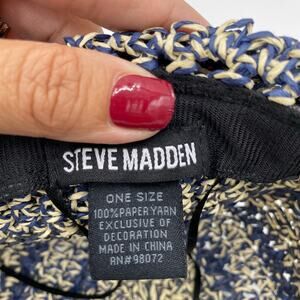 STEVE MADDEN
ONE SIZE
100%PAPER YARN
EXCLUSIVE OF
DECORATION
MADE IN CHINA
RN#98072